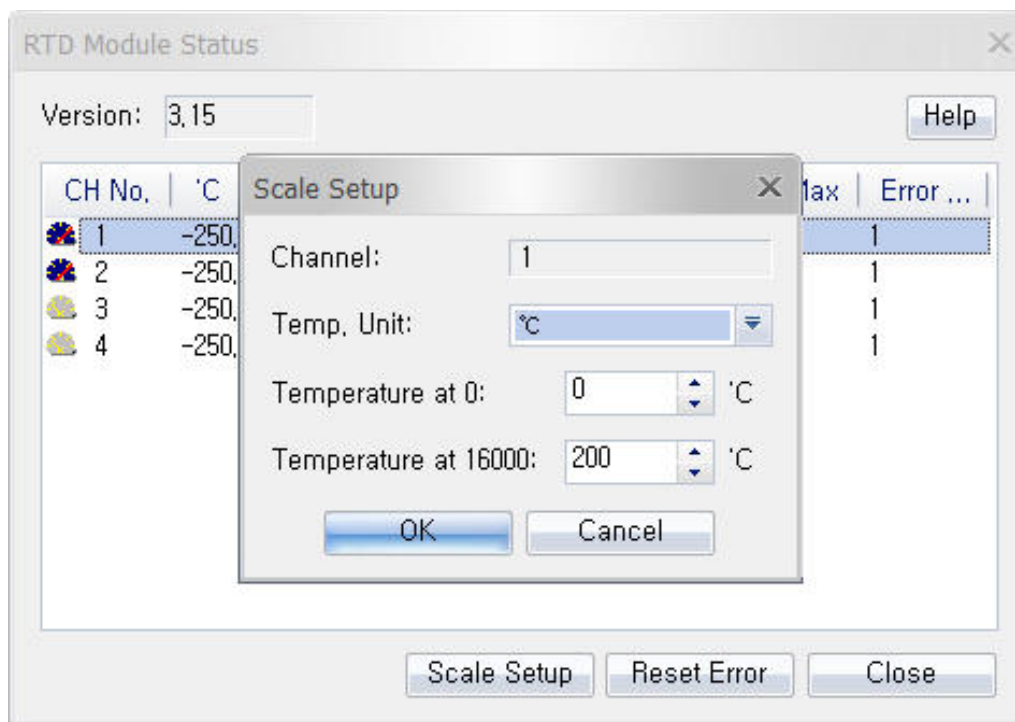 RTD Module Status
Version: 3.15
Help
CH No. °C
Scale Setup
Max Error ...
1 -250. 1
2 -250. 1
3 -250. 1
4 -250. 1
Channel: 1
Temp. Unit: °C
Temperature at 0: 0 °C
Temperature at 16000: 200 °C
OK Cancel
Scale Setup Reset Error Close